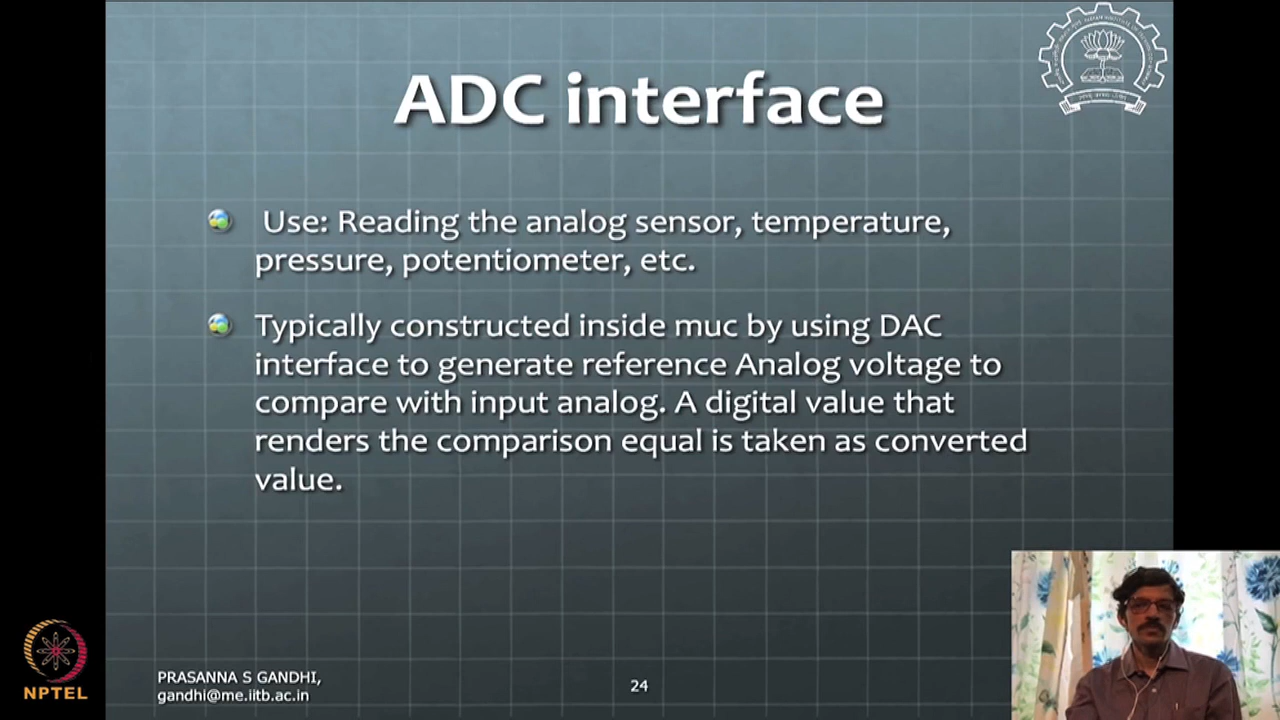 ADC interface
Use: Reading the analog sensor, temperature,
pressure, potentiometer, etc.
Typically constructed inside muc by using DAC
interface to generate reference Analog voltage to
compare with input analog. A digital value that
renders the comparison equal is taken as converted
value.
NPTEL
PRASANNA S GANDHI,
gandhi@me.iitb.ac.in
24